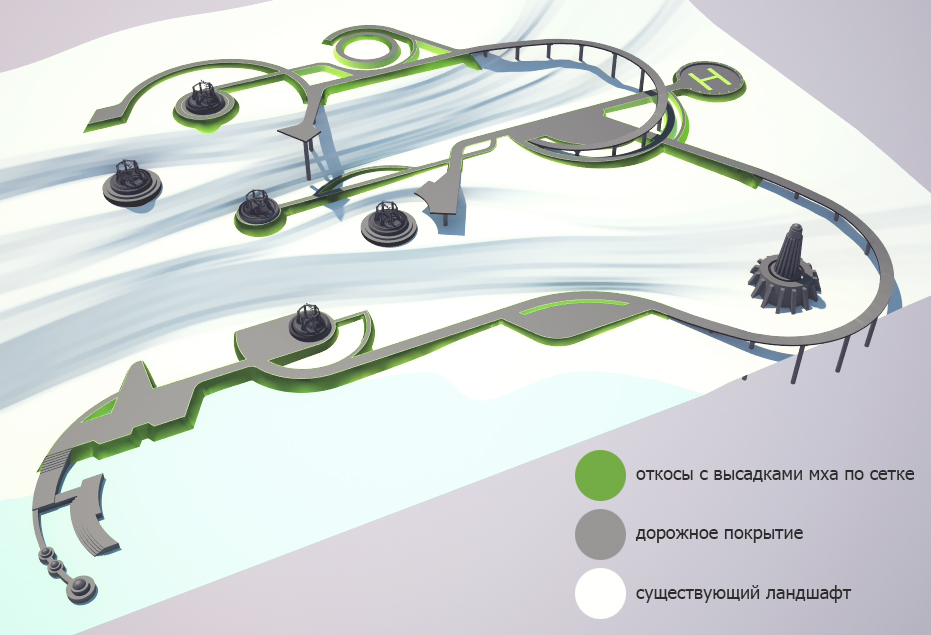 H
откосы с высадками мха по сетке
дорожное покрытие
существующий ландшафт